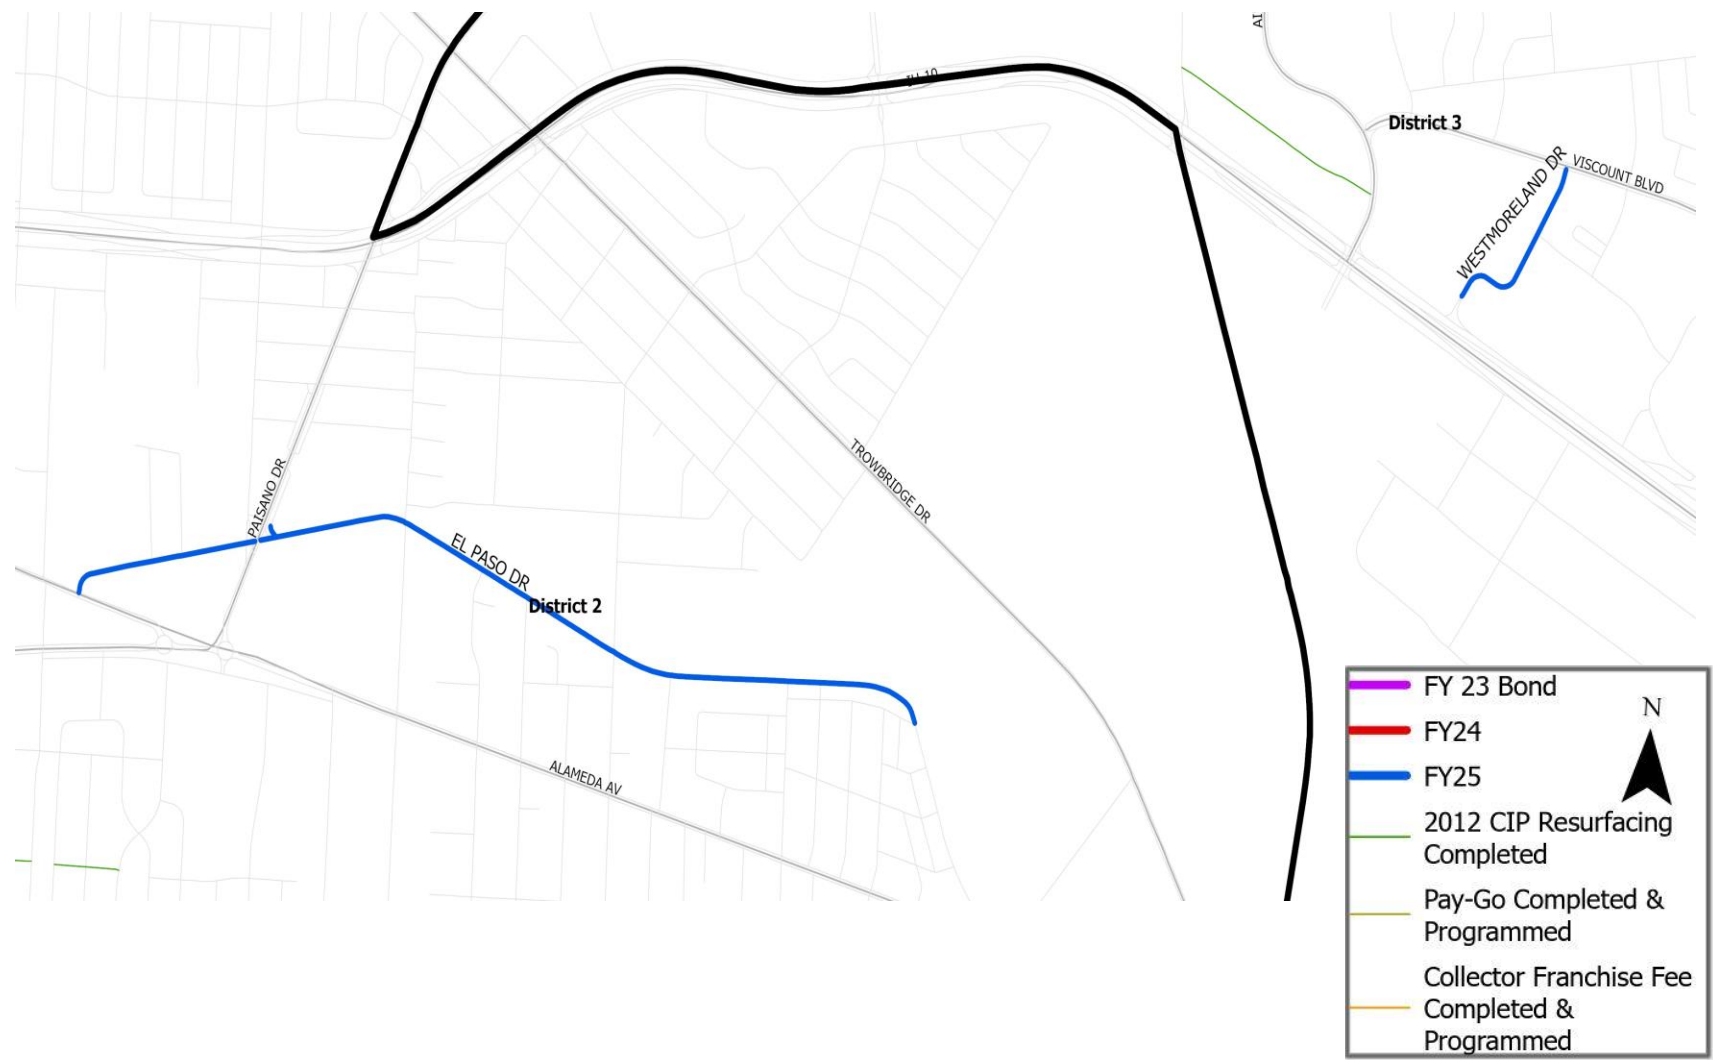 AI
IH 10
District 3
WESTMORELAND DR
VISCOUNT BLVD
TROWBRIDGE DR
PAISANO DR
EL PASO DR
District 2
ALAMEDA AV
FY 23 Bond
N
FY24
FY25
2012 CIP Resurfacing
Completed
Pay-Go Completed &
Programmed
Collector Franchise Fee
Completed &
Programmed